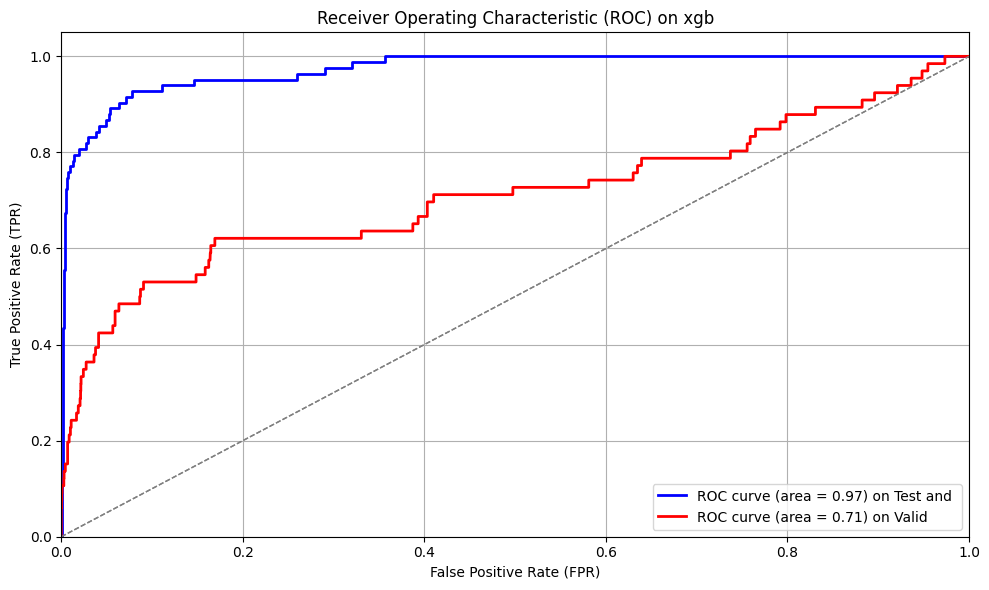 Receiver Operating Characteristic (ROC) on xgb
1.0
0.8
0.6
0.4
0.2
0.0
True Positive Rate (TPR)
ROC curve (area = 0.97) on Test and
ROC curve (area = 0.71) on Valid
0.0 0.2 0.4 0.6 0.8 1.0
False Positive Rate (FPR)